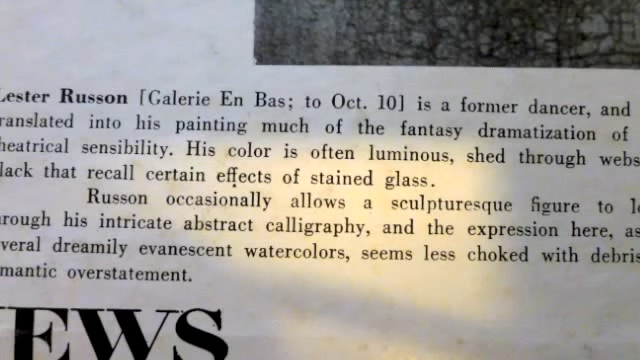 Lester Russon [Galerie En Bas; to Oct. 10] is a former dancer, and
ranslated into his painting much of the fantasy dramatization of
heatrical sensibility. His color is often luminous, shed through webs
lack that recall certain effects of stained glass.
Russon occasionally allows a sculpturesque figure to
hrough his intricate abstract calligraphy, and the expression here, as
everal dreamily evanescent watercolors, seems less choked with debris
mantic overstatement.
EWS